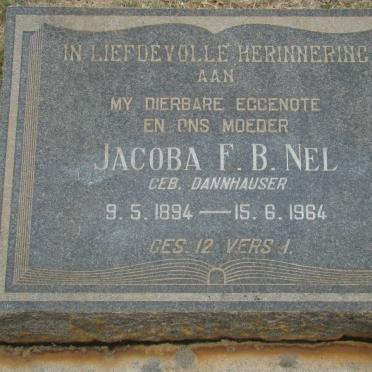 IN LIEFDEVOLLE HERINNERING
AAN
MY DIERBARE EGGENOTE
EN ONS MOEDER
JACOBA F. B. NEL
GEB. DANNHAUSER
9. 5. 1894 — 15. 6. 1964
GES. 12 VERS 1.